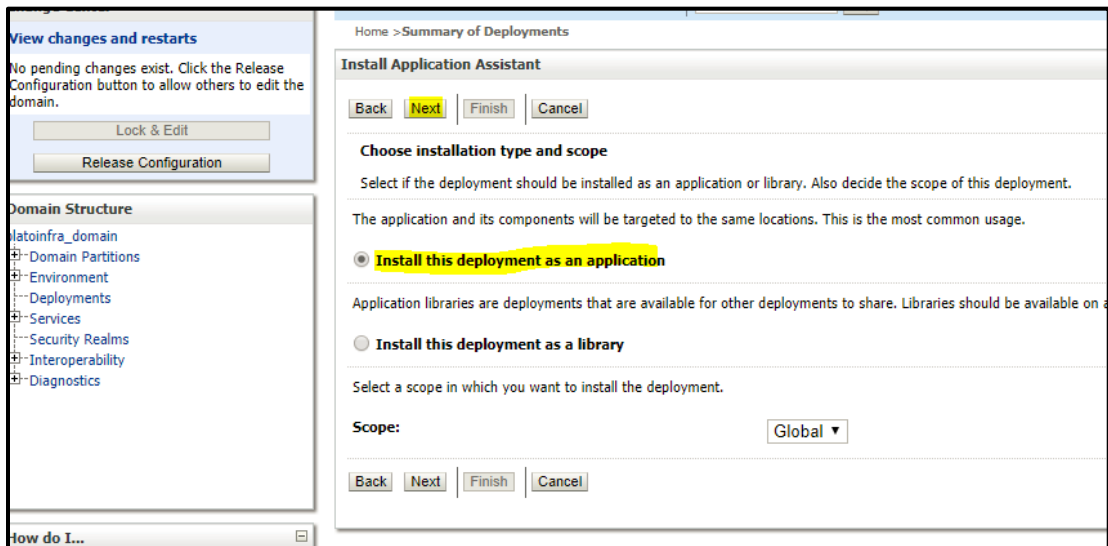 View changes and restarts
No pending changes exist. Click the Release
Configuration button to allow others to edit the
domain.
Lock & Edit
Release Configuration
Domain Structure
platoinfra_domain
Domain Partitions
Environment
Deployments
Services
Security Realms
Interoperability
Diagnostics
How do I...
Home >Summary of Deployments
Install Application Assistant
Back Next Finish Cancel
Choose installation type and scope
Select if the deployment should be installed as an application or library. Also decide the scope of this deployment.
The application and its components will be targeted to the same locations. This is the most common usage.
Install this deployment as an application
Application libraries are deployments that are available for other deployments to share. Libraries should be available on a
Install this deployment as a library
Select a scope in which you want to install the deployment.
Scope: Global
Back Next Finish Cancel